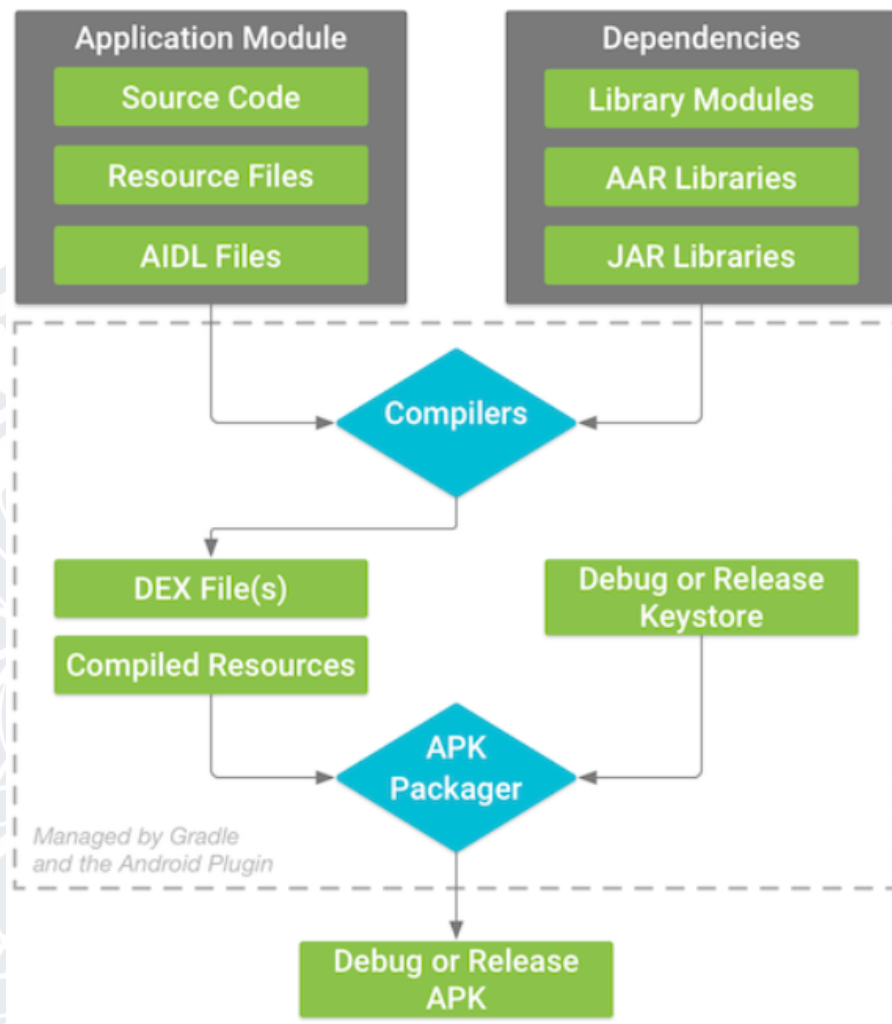 Application Module
Source Code
Resource Files
AIDL Files
Dependencies
Library Modules
AAR Libraries
JAR Libraries
Compilers
DEX File(s)
Compiled Resources
Debug or Release
Keystore
APK
Packager
Managed by Gradle
and the Android Plugin
Debug or Release
APK